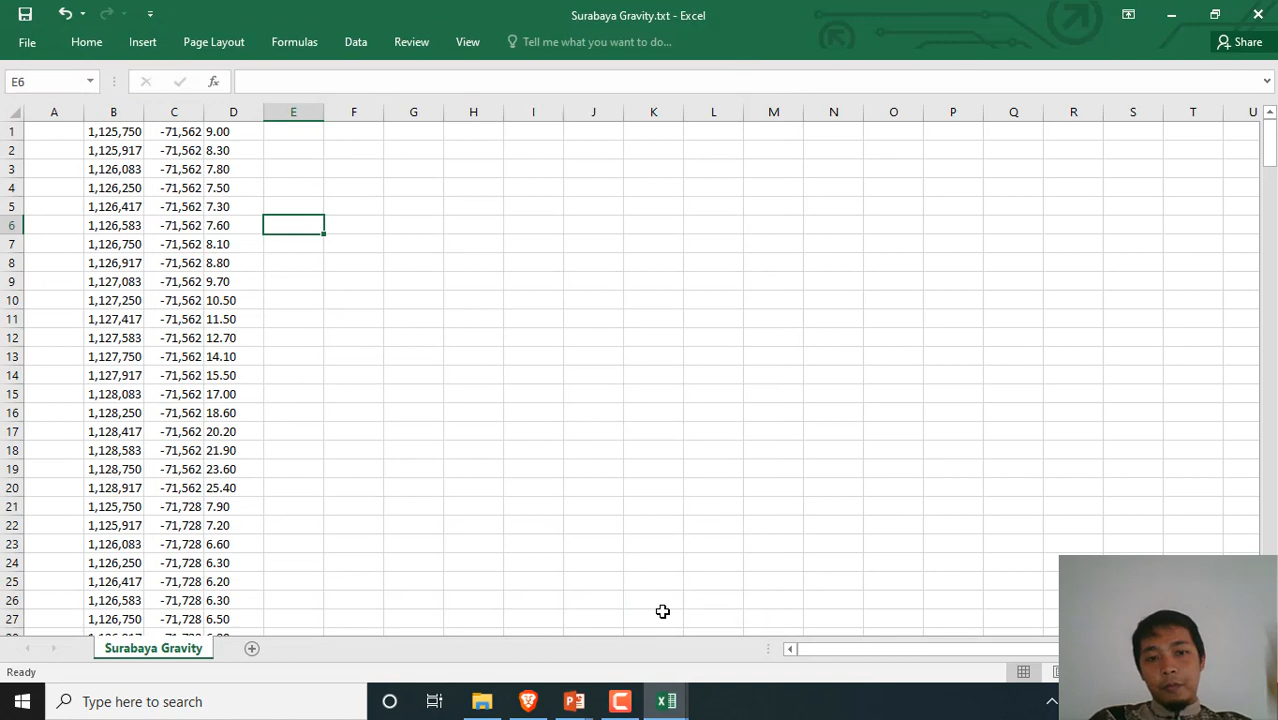 Surabaya Gravity.txt - Excel
File Home Insert Page Layout Formulas Data Review View Tell me what you want to do... Share
E6 fx
A B C D E F G H I J K L M N O P Q R S T U
1 1,125,750 -71,562 9.00
2 1,125,917 -71,562 8.30
3 1,126,083 -71,562 7.80
4 1,126,250 -71,562 7.50
5 1,126,417 -71,562 7.30
6 1,126,583 -71,562 7.60
7 1,126,750 -71,562 8.10
8 1,126,917 -71,562 8.80
9 1,127,083 -71,562 9.70
10 1,127,250 -71,562 10.50
11 1,127,417 -71,562 11.50
12 1,127,583 -71,562 12.70
13 1,127,750 -71,562 14.10
14 1,127,917 -71,562 15.50
15 1,128,083 -71,562 17.00
16 1,128,250 -71,562 18.60
17 1,128,417 -71,562 20.20
18 1,128,583 -71,562 21.90
19 1,128,750 -71,562 23.60
20 1,128,917 -71,562 25.40
21 1,125,750 -71,728 7.90
22 1,125,917 -71,728 7.20
23 1,126,083 -71,728 6.60
24 1,126,250 -71,728 6.30
25 1,126,417 -71,728 6.20
26 1,126,583 -71,728 6.30
27 1,126,750 -71,728 6.50
Surabaya Gravity
Ready
Type here to search